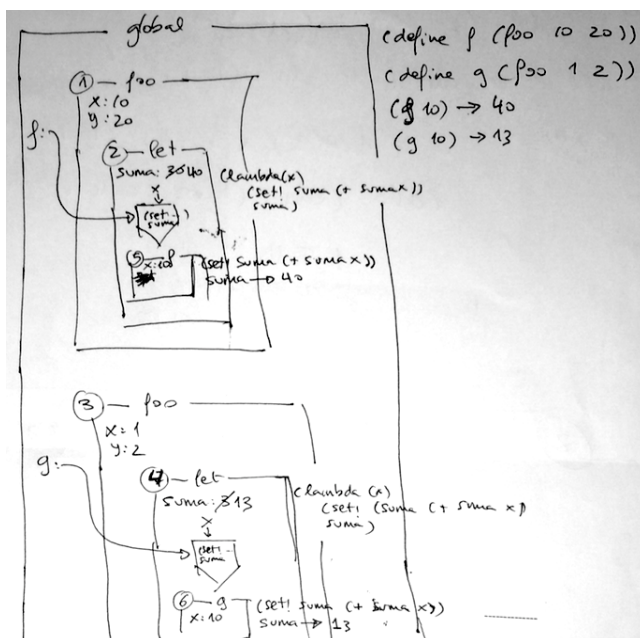 global
(define f (foo 10 20))
(define g (foo 1 2))
(f 10) → 40
(g 10) → 13
1 foo
x: 10
y: 20
f:
2 let
suma: 30 40
(lambda(x)
(set! suma (+ suma x))
suma)
x
(set!..)
suma
5 f
x: 10
(set! suma (+ suma x))
suma → 40
3 foo
x: 1
y: 2
g:
4 let
suma: 3 13
(lambda (x)
(set! (suma (+ suma x))
suma)
x
(set! ..
suma
6 g
x: 10
(set! suma (+ suma x))
suma → 13